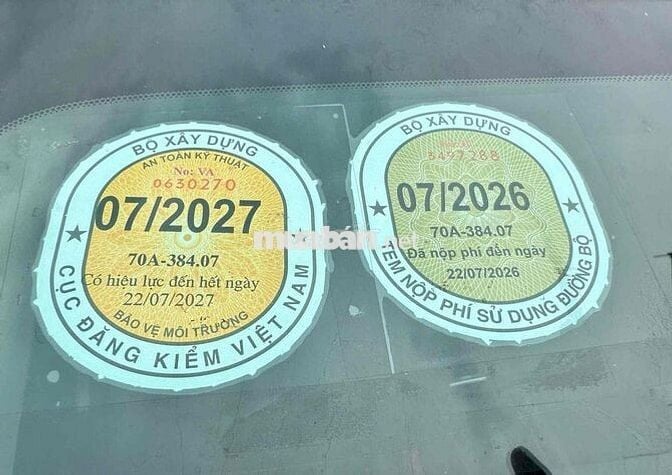 BỘ XÂY DỰNG
AN TOÀN KỸ THUẬT
No: VA
0630270
07/2027
70A-384.07
Có hiệu lực đến hết ngày
22/07/2027
BẢO VỆ MÔI TRƯỜNG
CỤC ĐĂNG KIỂM VIỆT NAM
BỘ XÂY DỰNG
5497288
07/2026
70A-384.07
Đã nộp phí đến ngày
22/07/2026
TEM NỘP PHÍ SỬ DỤNG ĐƯỜNG BỘ
muaban.net